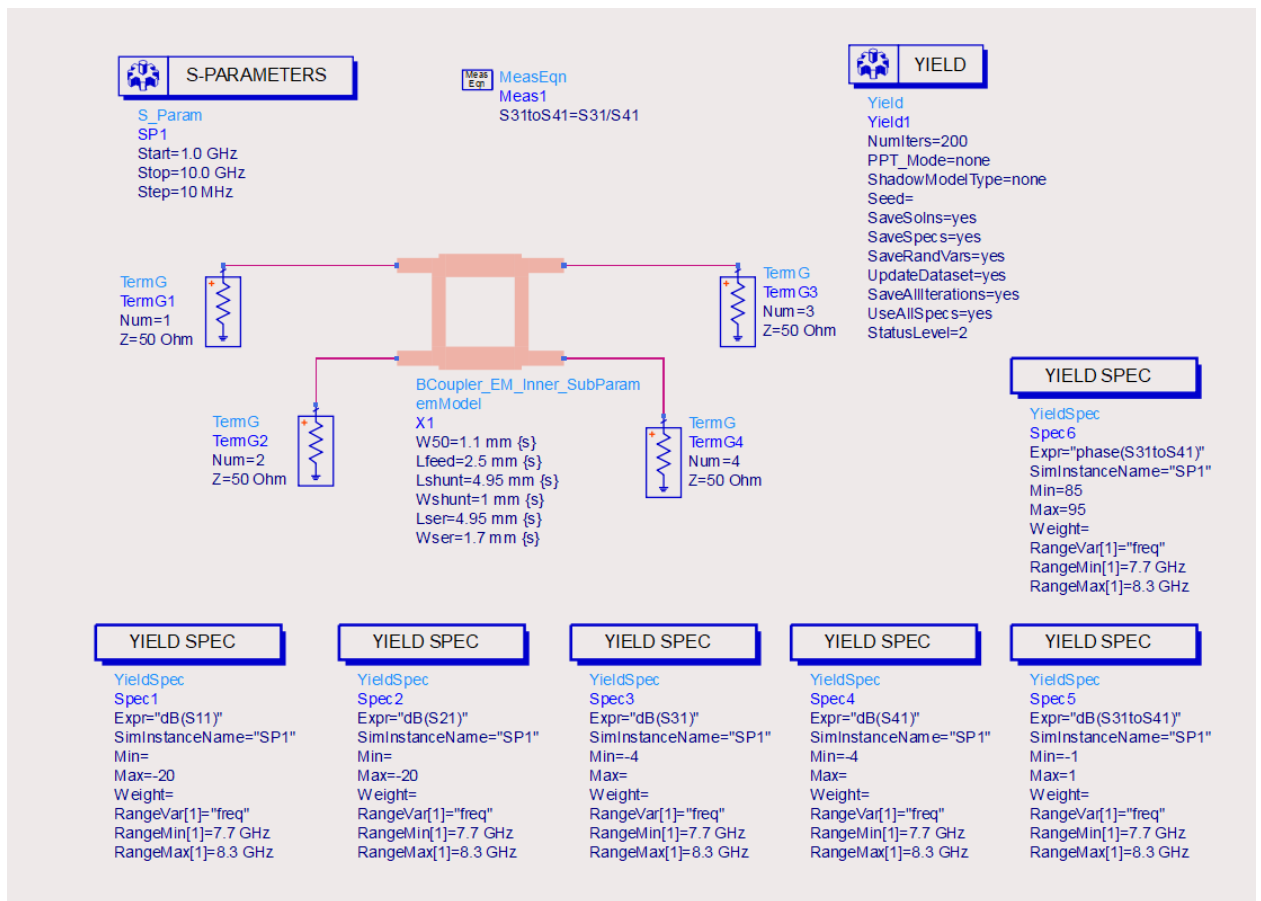 S-PARAMETERS
S_Param
SP1
Start=1.0 GHz
Stop=10.0 GHz
Step=10 MHz
Meas
Eqn
MeasEqn
Meas1
S31toS41=S31/S41
YIELD
Yield
Yield1
NumIters=200
PPT_Mode=none
ShadowModelType=none
Seed=
SaveSolns=yes
SaveSpecs=yes
SaveRandVars=yes
UpdateDataset=yes
SaveAllIterations=yes
UseAllSpecs=yes
StatusLevel=2
TermG
TermG1
Num=1
Z=50 Ohm
TermG
TermG3
Num=3
Z=50 Ohm
TermG
TermG2
Num=2
Z=50 Ohm
BCoupler_EM_Inner_SubParam
emModel
X1
W50=1.1 mm {s}
Lfeed=2.5 mm {s}
Lshunt=4.95 mm {s}
Wshunt=1 mm {s}
Lser=4.95 mm {s}
Wser=1.7 mm {s}
TermG
TermG4
Num=4
Z=50 Ohm
YIELD SPEC
YieldSpec
Spec6
Expr="phase(S31toS41)"
SimInstanceName="SP1"
Min=85
Max=95
Weight=
RangeVar[1]="freq"
RangeMin[1]=7.7 GHz
RangeMax[1]=8.3 GHz
YIELD SPEC
YieldSpec
Spec1
Expr="dB(S11)"
SimInstanceName="SP1"
Min=
Max=-20
Weight=
RangeVar[1]="freq"
RangeMin[1]=7.7 GHz
RangeMax[1]=8.3 GHz
YIELD SPEC
YieldSpec
Spec2
Expr="dB(S21)"
SimInstanceName="SP1"
Min=
Max=-20
Weight=
RangeVar[1]="freq"
RangeMin[1]=7.7 GHz
RangeMax[1]=8.3 GHz
YIELD SPEC
YieldSpec
Spec3
Expr="dB(S31)"
SimInstanceName="SP1"
Min=-4
Max=
Weight=
RangeVar[1]="freq"
RangeMin[1]=7.7 GHz
RangeMax[1]=8.3 GHz
YIELD SPEC
YieldSpec
Spec4
Expr="dB(S41)"
SimInstanceName="SP1"
Min=-4
Max=
Weight=
RangeVar[1]="freq"
RangeMin[1]=7.7 GHz
RangeMax[1]=8.3 GHz
YIELD SPEC
YieldSpec
Spec5
Expr="dB(S31toS41)"
SimInstanceName="SP1"
Min=-1
Max=1
Weight=
RangeVar[1]="freq"
RangeMin[1]=7.7 GHz
RangeMax[1]=8.3 GHz